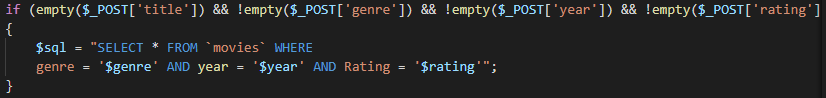 if (empty($_POST['title']) && !empty($_POST['genre']) && !empty($_POST['year']) && !empty($_POST['rating']
{
$sql = "SELECT * FROM `movies` WHERE
genre = '$genre' AND year = '$year' AND Rating = '$rating'";
}